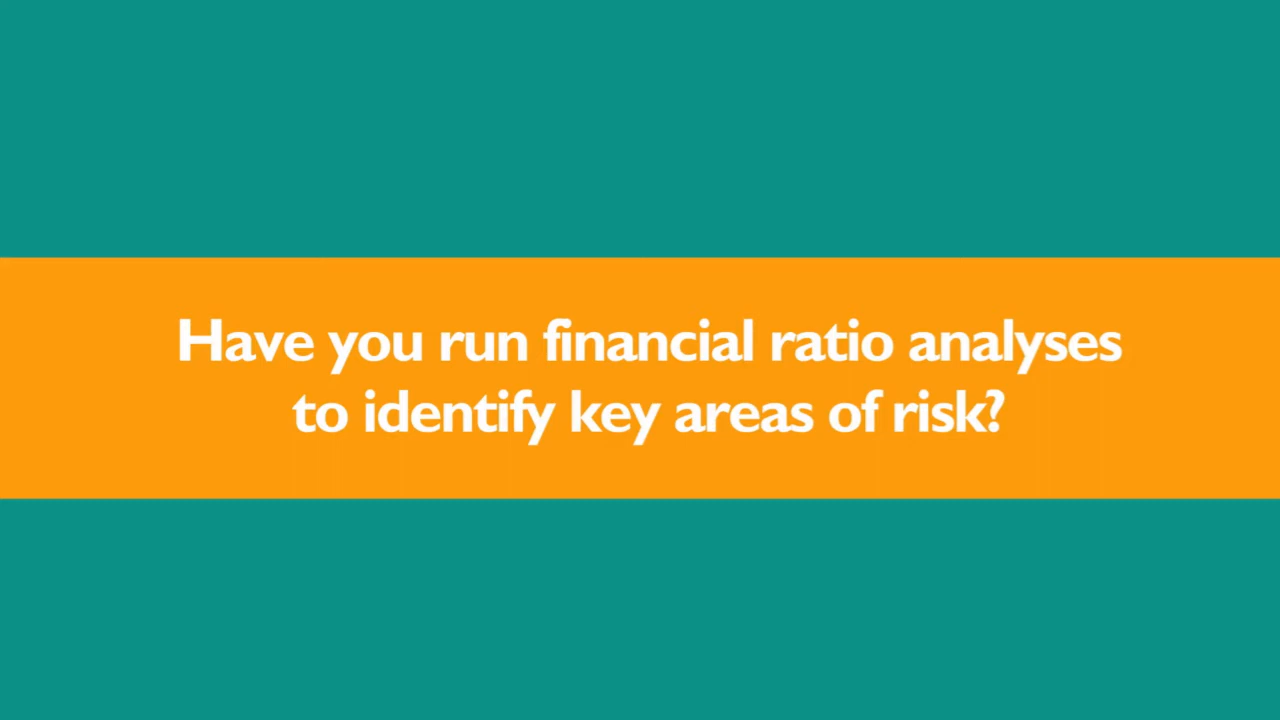 Have you run financial ratio analyses
to identify key areas of risk?